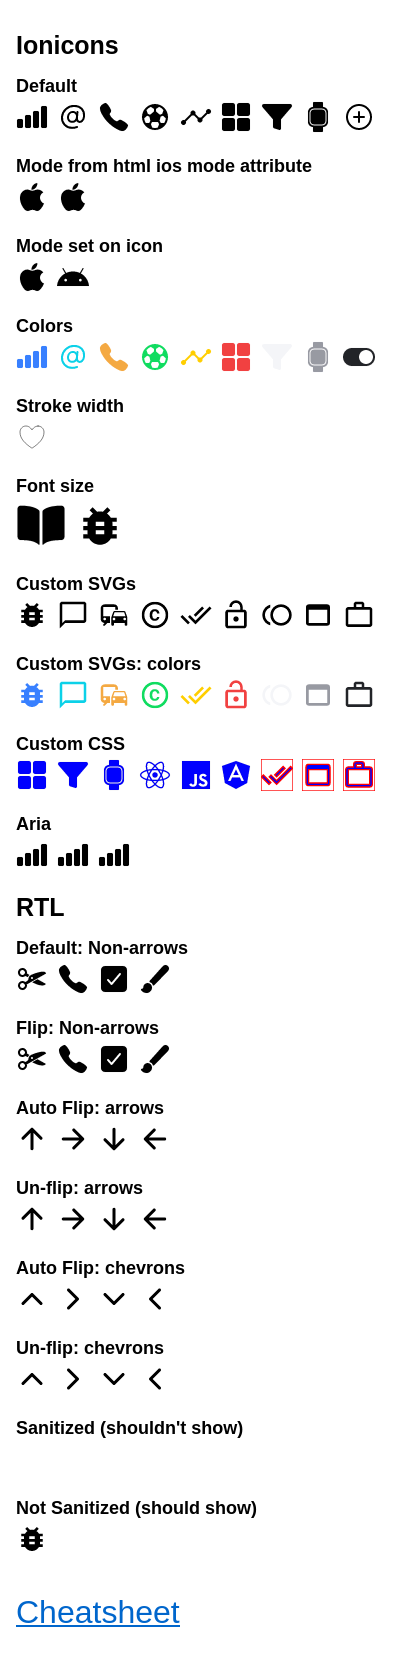 Ionicons
Default
Mode from html ios mode attribute
Mode set on icon
Colors
Stroke width
Font size
Custom SVGs
Custom SVGs: colors
Custom CSS
JS
Aria
RTL
Default: Non-arrows
Flip: Non-arrows
Auto Flip: arrows
Un-flip: arrows
Auto Flip: chevrons
Un-flip: chevrons
Sanitized (shouldn't show)
Not Sanitized (should show)
Cheatsheet